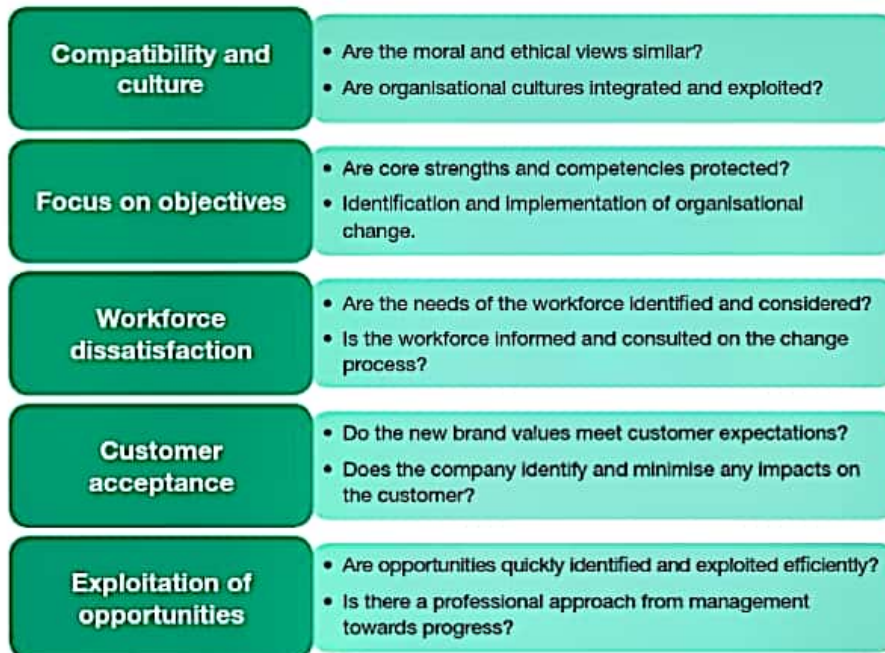 Compatibility and
culture
• Are the moral and ethical views similar?
• Are organisational cultures integrated and exploited?
Focus on objectives
• Are core strengths and competencies protected?
• Identification and implementation of organisational
change.
Workforce
dissatisfaction
• Are the needs of the workforce identified and considered?
• Is the workforce informed and consulted on the change
process?
Customer
acceptance
• Do the new brand values meet customer expectations?
• Does the company identify and minimise any impacts on
the customer?
Exploitation of
opportunities
• Are opportunities quickly identified and exploited efficiently?
• Is there a professional approach from management
towards progress?